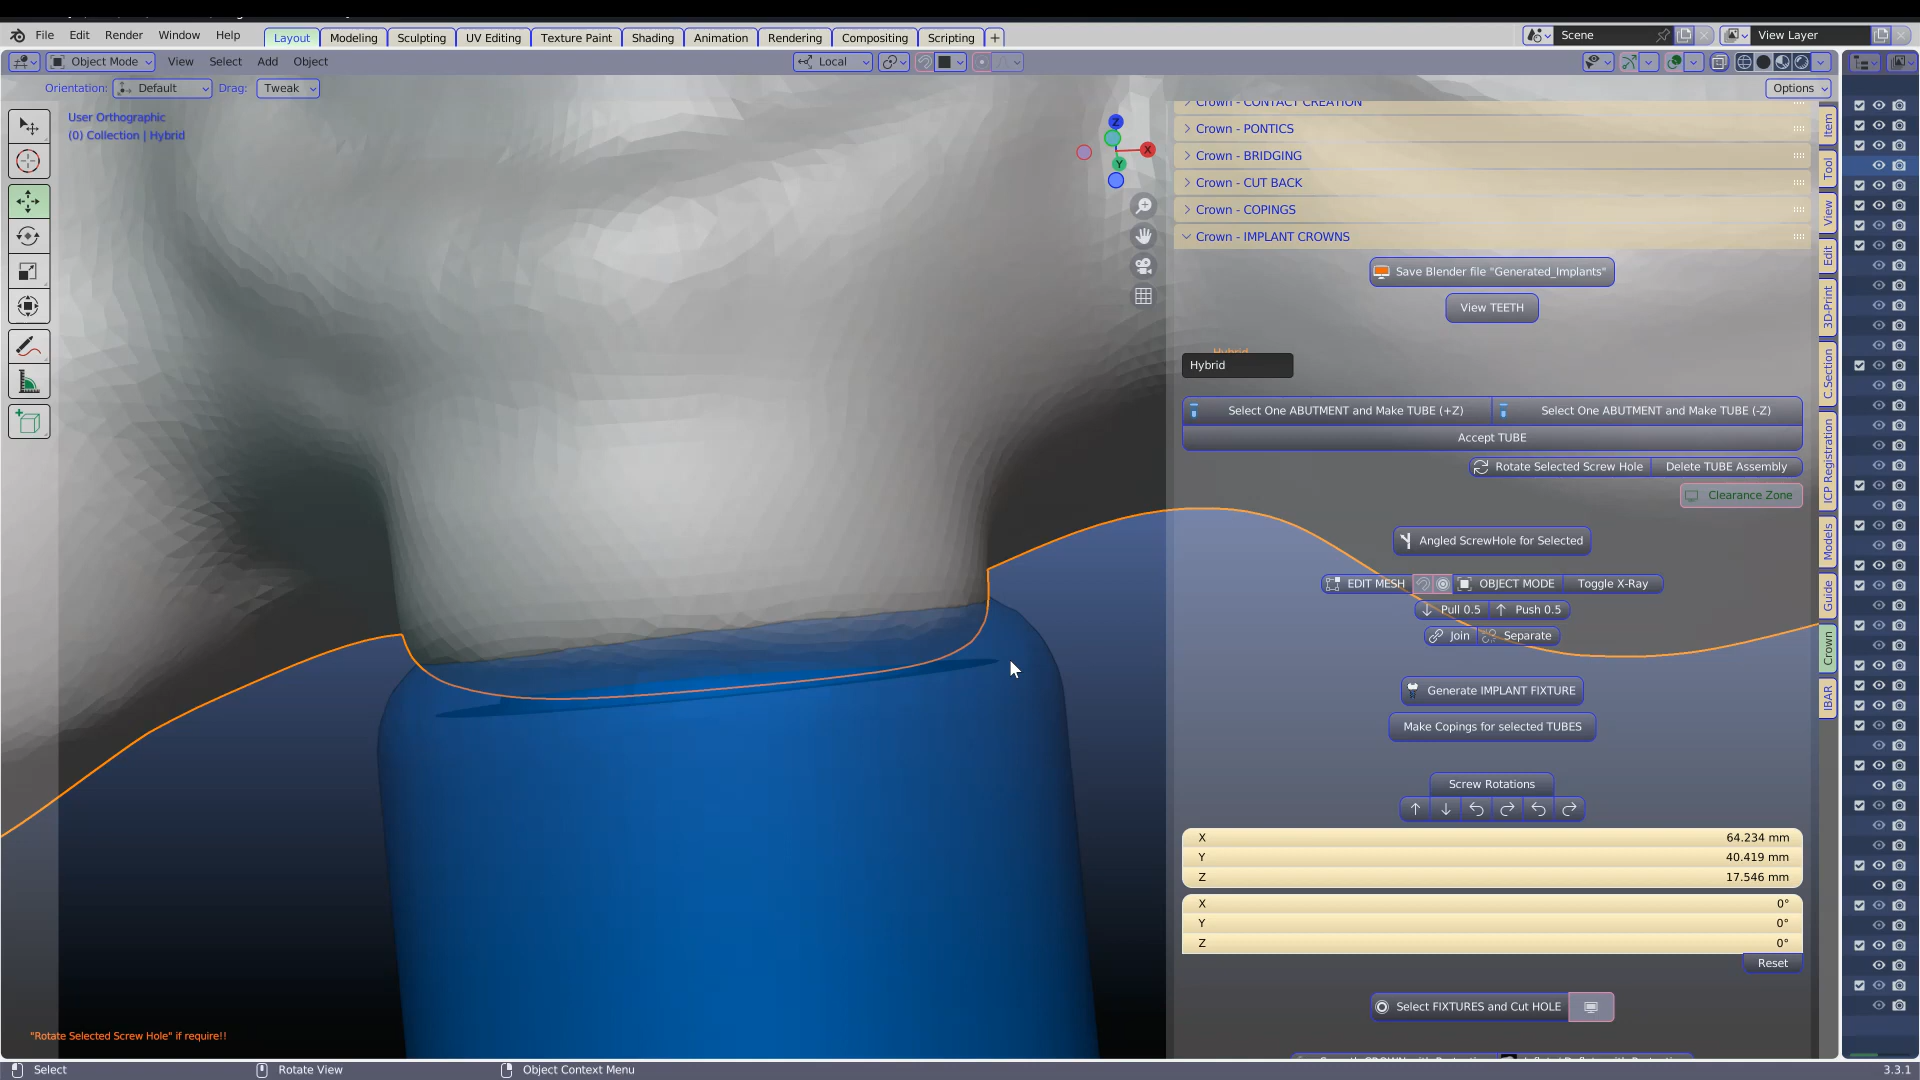 File Edit Render Window Help Layout Modeling Sculpting UV Editing Texture Paint Shading Animation Rendering Compositing Scripting + Scene View Layer
Object Mode View Select Add Object Local
Orientation: Default Drag: Tweak Options
User Orthographic
(0) Collection | Hybrid
Z
X
Y
Crown - CONTACT CREATION
Crown - PONTICS
Crown - BRIDGING
Crown - CUT BACK
Crown - COPINGS
Crown - IMPLANT CROWNS
Save Blender file "Generated_Implants"
View TEETH
Hybrid
Hybrid
Select One ABUTMENT and Make TUBE (+Z) Select One ABUTMENT and Make TUBE (-Z)
Accept TUBE
Rotate Selected Screw Hole Delete TUBE Assembly
Clearance Zone
Angled ScrewHole for Selected
EDIT MESH OBJECT MODE Toggle X-Ray
Pull 0.5 Push 0.5
Join Separate
Generate IMPLANT FIXTURE
Make Copings for selected TUBES
Screw Rotations
X 64.234 mm
Y 40.419 mm
Z 17.546 mm
X 0°
Y 0°
Z 0°
Reset
Select FIXTURES and Cut HOLE
Item
Tool
View
Edit
3D-Print
C.Section
ICP Registration
Models
Guide
Crown
IBAR
"Rotate Selected Screw Hole" if require!!
Select Rotate View Object Context Menu 3.3.1